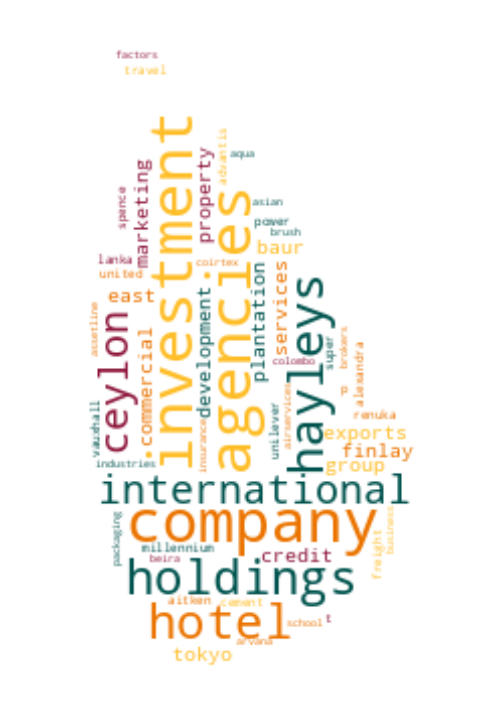 factors
travel
investment
agencies
advantis
aqua
marketing
property
spence
asian
power
brush
baur
lanka
united
coirtex
east
services
plantation
development
hayleys
ceylon
assetline
commercial
colombo
super
brokers
p
alexandra
renuka
vauxhall
insurance
unilever
airservices
exports
finlay
group
industries
international
company
packaging
millennium
beira
credit
freight
business
holdings
aitken
cement
hotel
school
t
arvana
tokyo